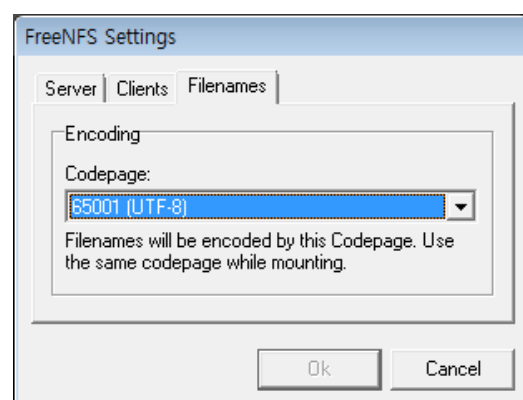 FreeNFS Settings
Server Clients Filenames
Encoding
Codepage:
65001 (UTF-8)
Filenames will be encoded by this Codepage. Use
the same codepage while mounting.
Ok Cancel